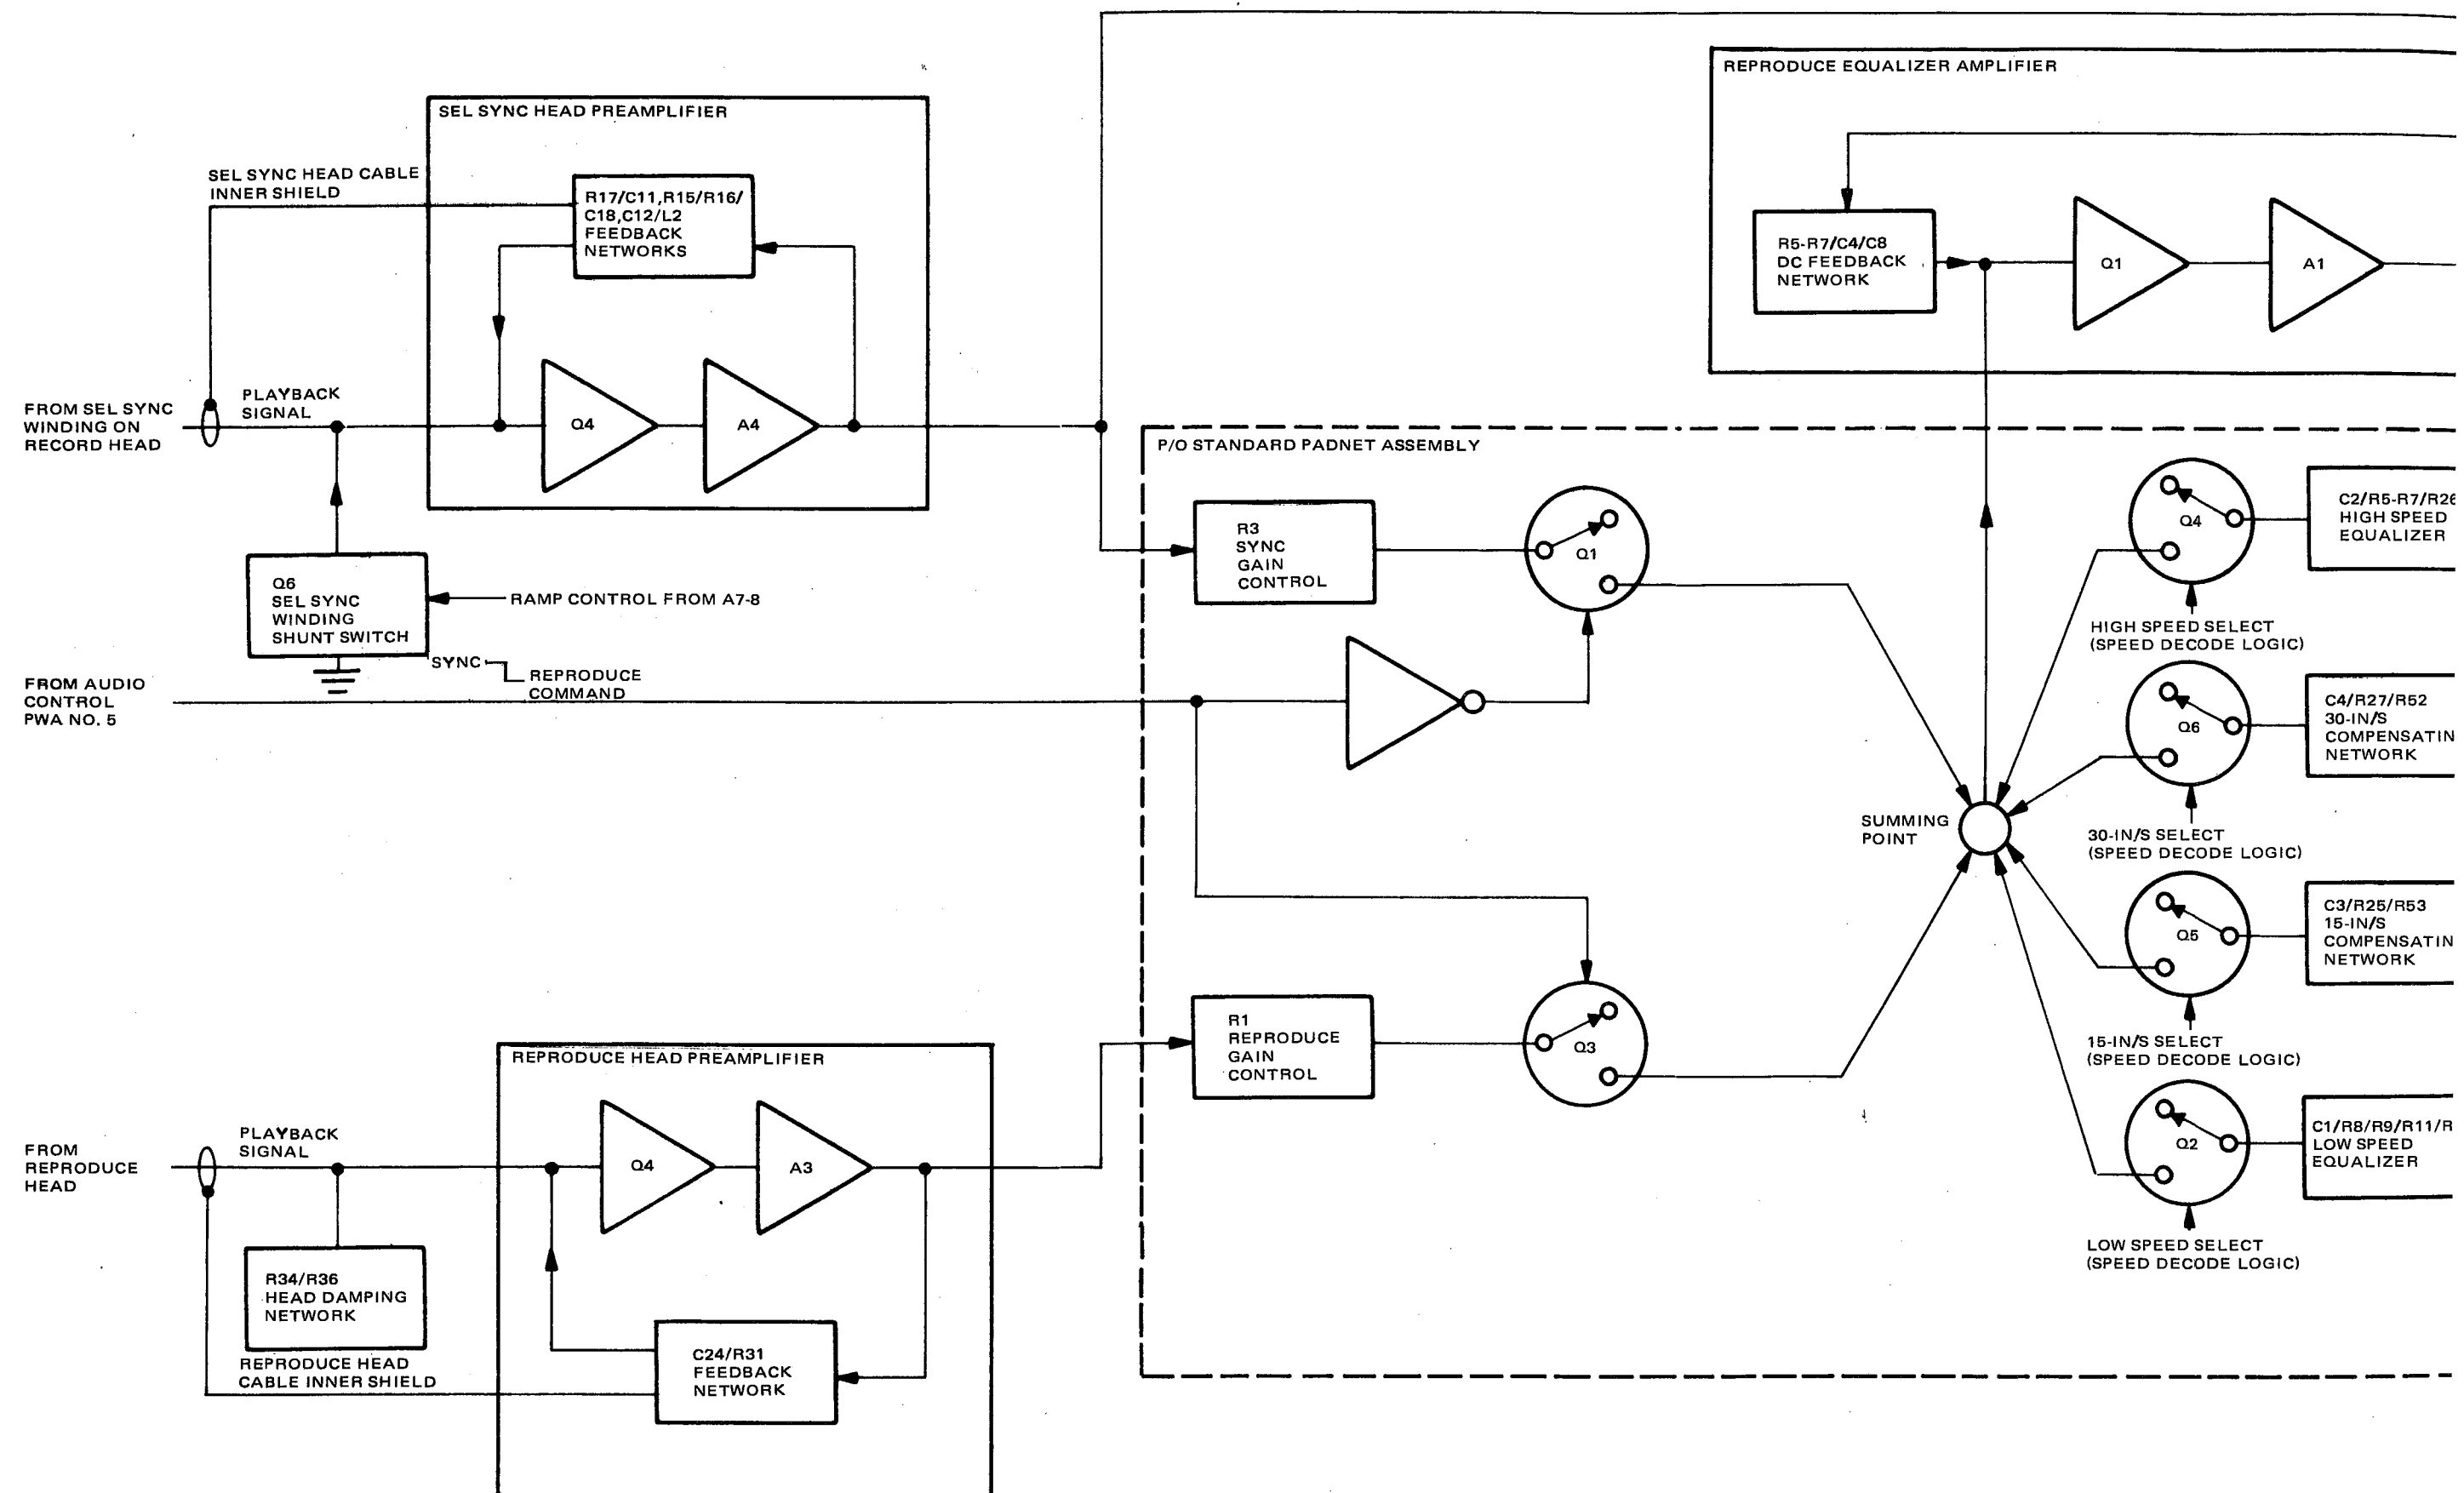 REPRODUCE EQUALIZER AMPLIFIER
SEL SYNC HEAD PREAMPLIFIER
SEL SYNC HEAD CABLE
INNER SHIELD
R17/C11,R15/R16/
C18,C12/L2
FEEDBACK
NETWORKS
R5-R7/C4/C8
DC FEEDBACK
NETWORK
Q1
A1
FROM SEL SYNC
WINDING ON
RECORD HEAD
PLAYBACK
SIGNAL
Q4
A4
P/O STANDARD PADNET ASSEMBLY
R3
SYNC
GAIN
CONTROL
Q1
Q4
C2/R5-R7/R26
HIGH SPEED
EQUALIZER
HIGH SPEED SELECT
(SPEED DECODE LOGIC)
Q6
SEL SYNC
WINDING
SHUNT SWITCH
RAMP CONTROL FROM A7-8
SYNC
REPRODUCE
COMMAND
FROM AUDIO
CONTROL
PWA NO. 5
Q6
C4/R27/R52
30-IN/S
COMPENSATIN
NETWORK
SUMMING
POINT
30-IN/S SELECT
(SPEED DECODE LOGIC)
Q5
C3/R25/R53
15-IN/S
COMPENSATIN
NETWORK
15-IN/S SELECT
(SPEED DECODE LOGIC)
R1
REPRODUCE
GAIN
CONTROL
Q3
REPRODUCE HEAD PREAMPLIFIER
FROM
REPRODUCE
HEAD
PLAYBACK
SIGNAL
Q4
A3
Q2
C1/R8/R9/R11/R
LOW SPEED
EQUALIZER
LOW SPEED SELECT
(SPEED DECODE LOGIC)
R34/R36
HEAD DAMPING
NETWORK
REPRODUCE HEAD
CABLE INNER SHIELD
C24/R31
FEEDBACK
NETWORK